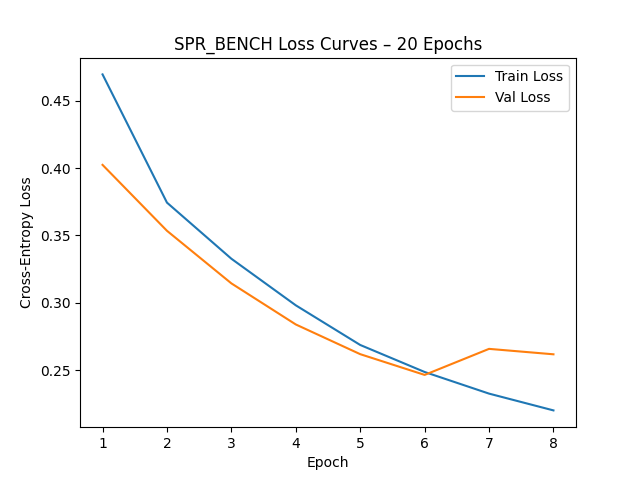 SPR_BENCH Loss Curves – 20 Epochs
Train Loss
Val Loss
Cross-Entropy Loss
0.45
0.40
0.35
0.30
0.25
1 2 3 4 5 6 7 8
Epoch